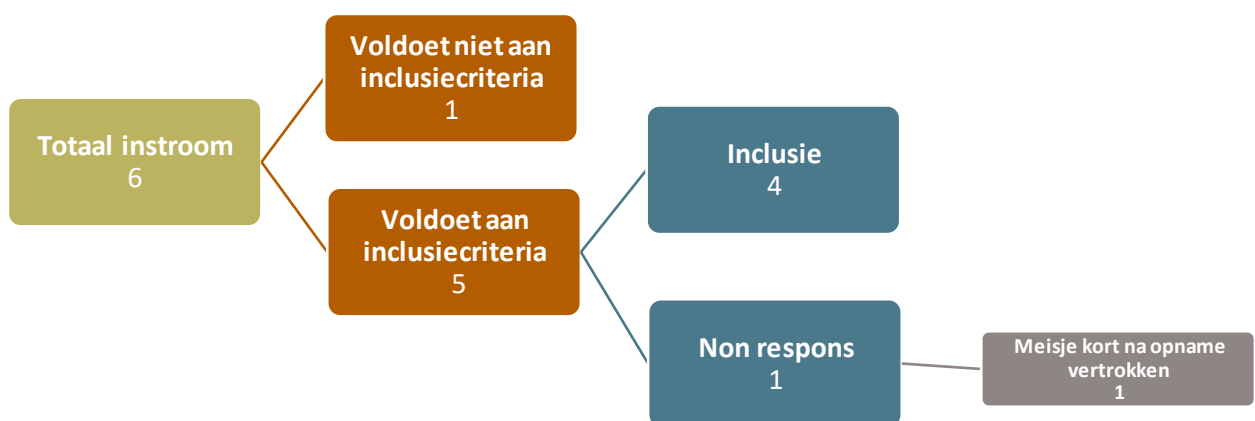 Totaal instroom
6
Voldoet niet aan
inclusiecriteria
1
Voldoet aan
inclusiecriteria
5
Inclusie
4
Non respons
1
Meisje kort na opname
vertrokken
1